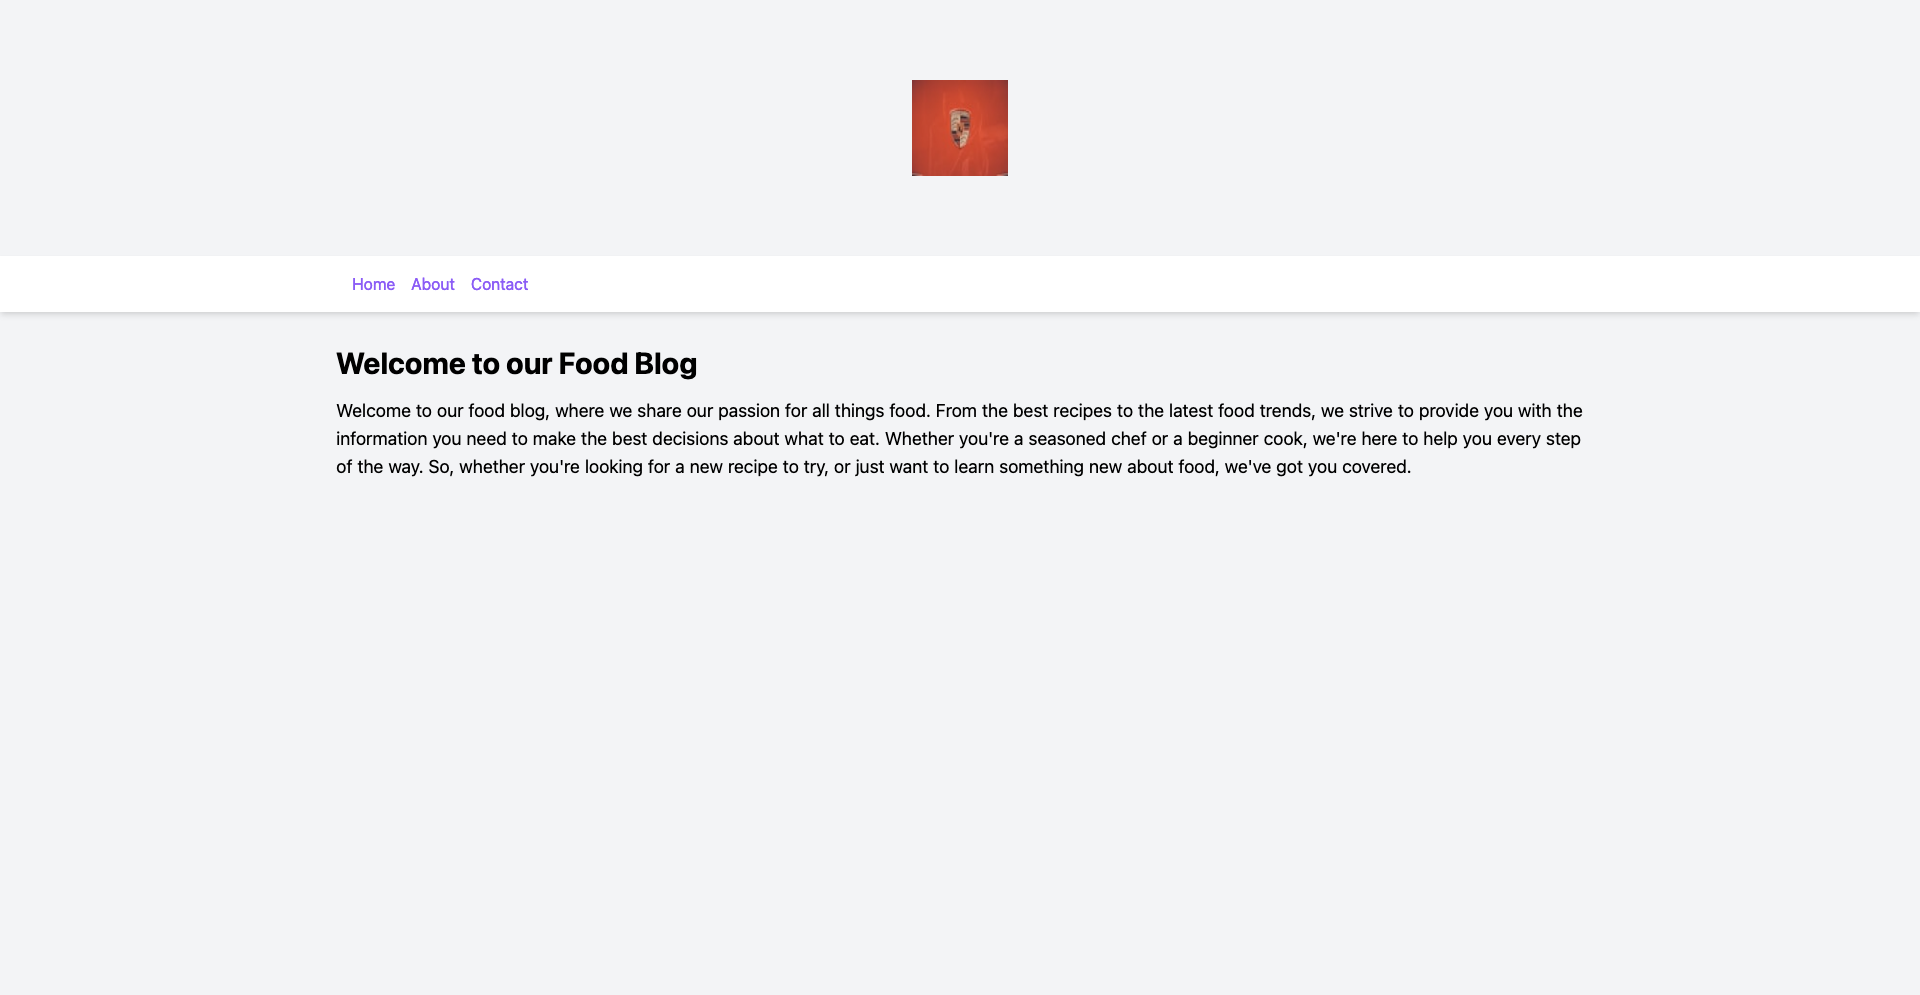 Home About Contact
Welcome to our Food Blog
Welcome to our food blog, where we share our passion for all things food. From the best recipes to the latest food trends, we strive to provide you with the
information you need to make the best decisions about what to eat. Whether you're a seasoned chef or a beginner cook, we're here to help you every step
of the way. So, whether you're looking for a new recipe to try, or just want to learn something new about food, we've got you covered.